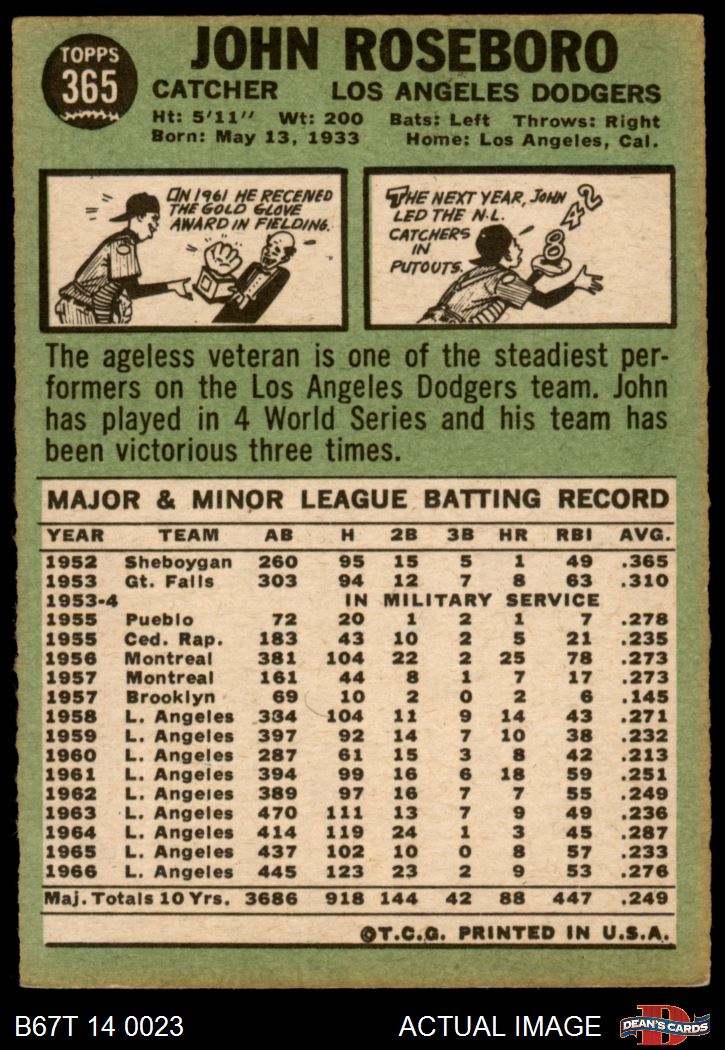 TOPPS
365
JOHN ROSEBORO
CATCHER LOS ANGELES DODGERS
Ht: 5'11" Wt: 200 Bats: Left Throws: Right
Born: May 13, 1933 Home: Los Angeles, Cal.
IN 1961 HE RECEIVED
THE GOLD GLOVE
AWARD IN FIELDING.
THE NEXT YEAR, JOHN
LED THE N.L.
CATCHERS
IN
PUTOUTS.
842
The ageless veteran is one of the steadiest per-
formers on the Los Angeles Dodgers team. John
has played in 4 World Series and his team has
been victorious three times.
MAJOR & MINOR LEAGUE BATTING RECORD
YEAR TEAM AB H 2B 3B HR RBI AVG.
1952 Sheboygan 260 95 15 5 1 49 .365
1953 Gt. Falls 303 94 12 7 8 63 .310
1953-4 IN MILITARY SERVICE
1955 Pueblo 72 20 1 2 1 7 .278
1955 Ced. Rap. 183 43 10 2 5 21 .235
1956 Montreal 381 104 22 2 25 78 .273
1957 Montreal 161 44 8 1 7 17 .273
1957 Brooklyn 69 10 2 0 2 6 .145
1958 L. Angeles 384 104 11 9 14 43 .271
1959 L. Angeles 397 92 14 7 10 38 .232
1960 L. Angeles 287 61 15 3 8 42 .213
1961 L. Angeles 394 99 16 6 18 59 .251
1962 L. Angeles 389 97 16 7 7 55 .249
1963 L. Angeles 470 111 13 7 9 49 .236
1964 L. Angeles 414 119 24 1 3 45 .287
1965 L. Angeles 437 102 10 0 8 57 .233
1966 L. Angeles 445 123 23 2 9 53 .276
Maj. Totals 10 Yrs. 3686 918 144 42 88 447 .249
©T.C.G. PRINTED IN U.S.A.
B67T 14 0023 ACTUAL IMAGE D DEAN'S CARDS